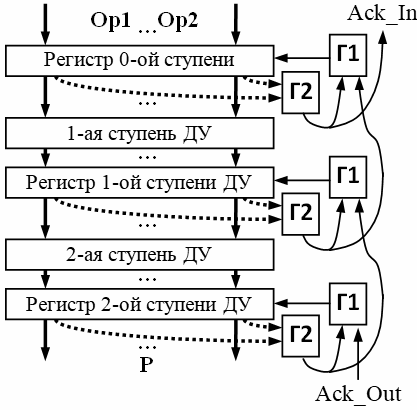 Op1 ...Op2
Ack_In
Регистр 0-ой ступени
Г1
Г2
...
1-ая ступень ДУ
...
Регистр 1-ой ступени ДУ
Г1
Г2
...
2-ая ступень ДУ
...
Регистр 2-ой ступени ДУ
Г1
Г2
...
P
Ack_Out